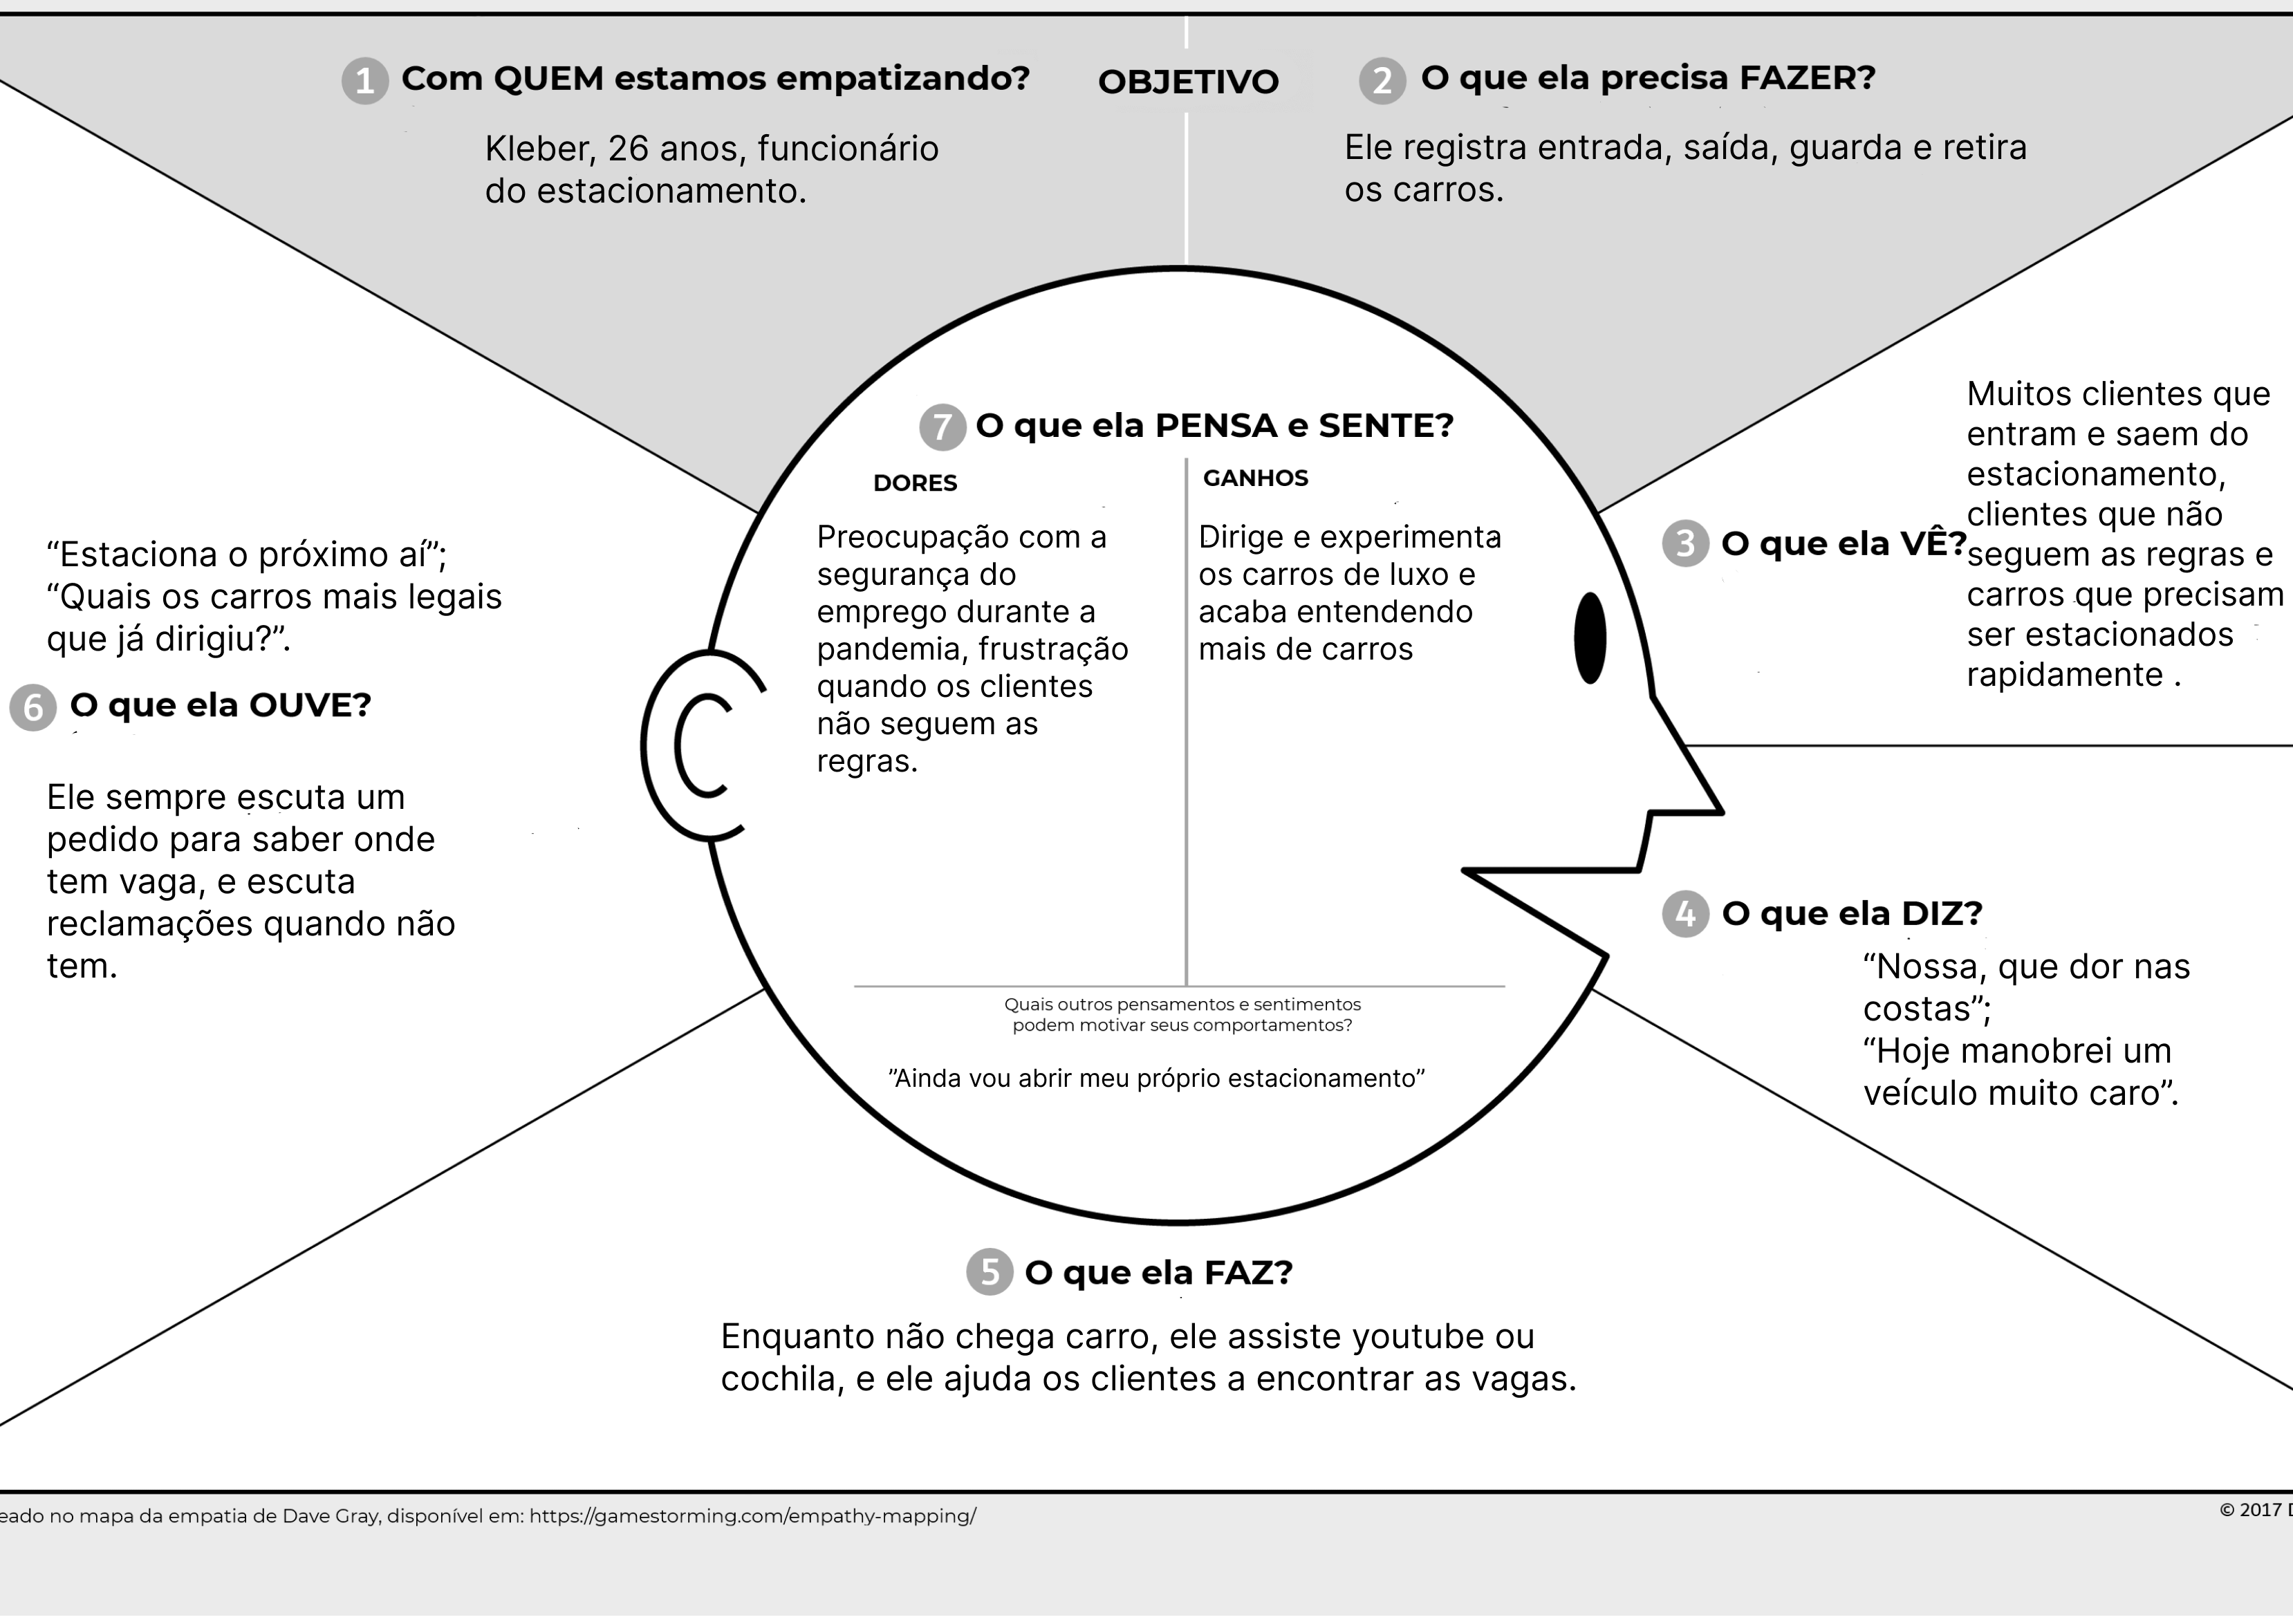 1 Com QUEM estamos empatizando?
Kleber, 26 anos, funcionário
do estacionamento.
OBJETIVO
2 O que ela precisa FAZER?
Ele registra entrada, saída, guarda e retira
os carros.
3 O que ela VÊ?
Muitos clientes que
entram e saem do
estacionamento,
clientes que não
seguem as regras e
carros que precisam
ser estacionados
rapidamente .
4 O que ela DIZ?
“Nossa, que dor nas
costas”;
“Hoje manobrei um
veículo muito caro”.
5 O que ela FAZ?
Enquanto não chega carro, ele assiste youtube ou
cochila, e ele ajuda os clientes a encontrar as vagas.
“Estaciona o próximo aí”;
“Quais os carros mais legais
que já dirigiu?”.
6 O que ela OUVE?
Ele sempre escuta um
pedido para saber onde
tem vaga, e escuta
reclamações quando não
tem.
7 O que ela PENSA e SENTE?
DORES
Preocupação com a
segurança do
emprego durante a
pandemia, frustração
quando os clientes
não seguem as
regras.
GANHOS
Dirige e experimenta
os carros de luxo e
acaba entendendo
mais de carros
Quais outros pensamentos e sentimentos
podem motivar seus comportamentos?
”Ainda vou abrir meu próprio estacionamento”
no mapa da empatia de Dave Gray, disponível em: https://gamestorming.com/empathy-mapping/
© 2017